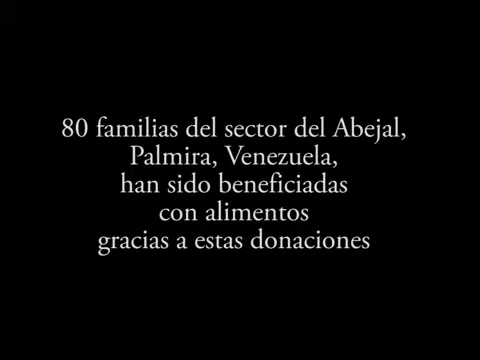 80 familias del sector del Abejal,
Palmira, Venezuela,
han sido beneficiadas
con alimentos
gracias a estas donaciones